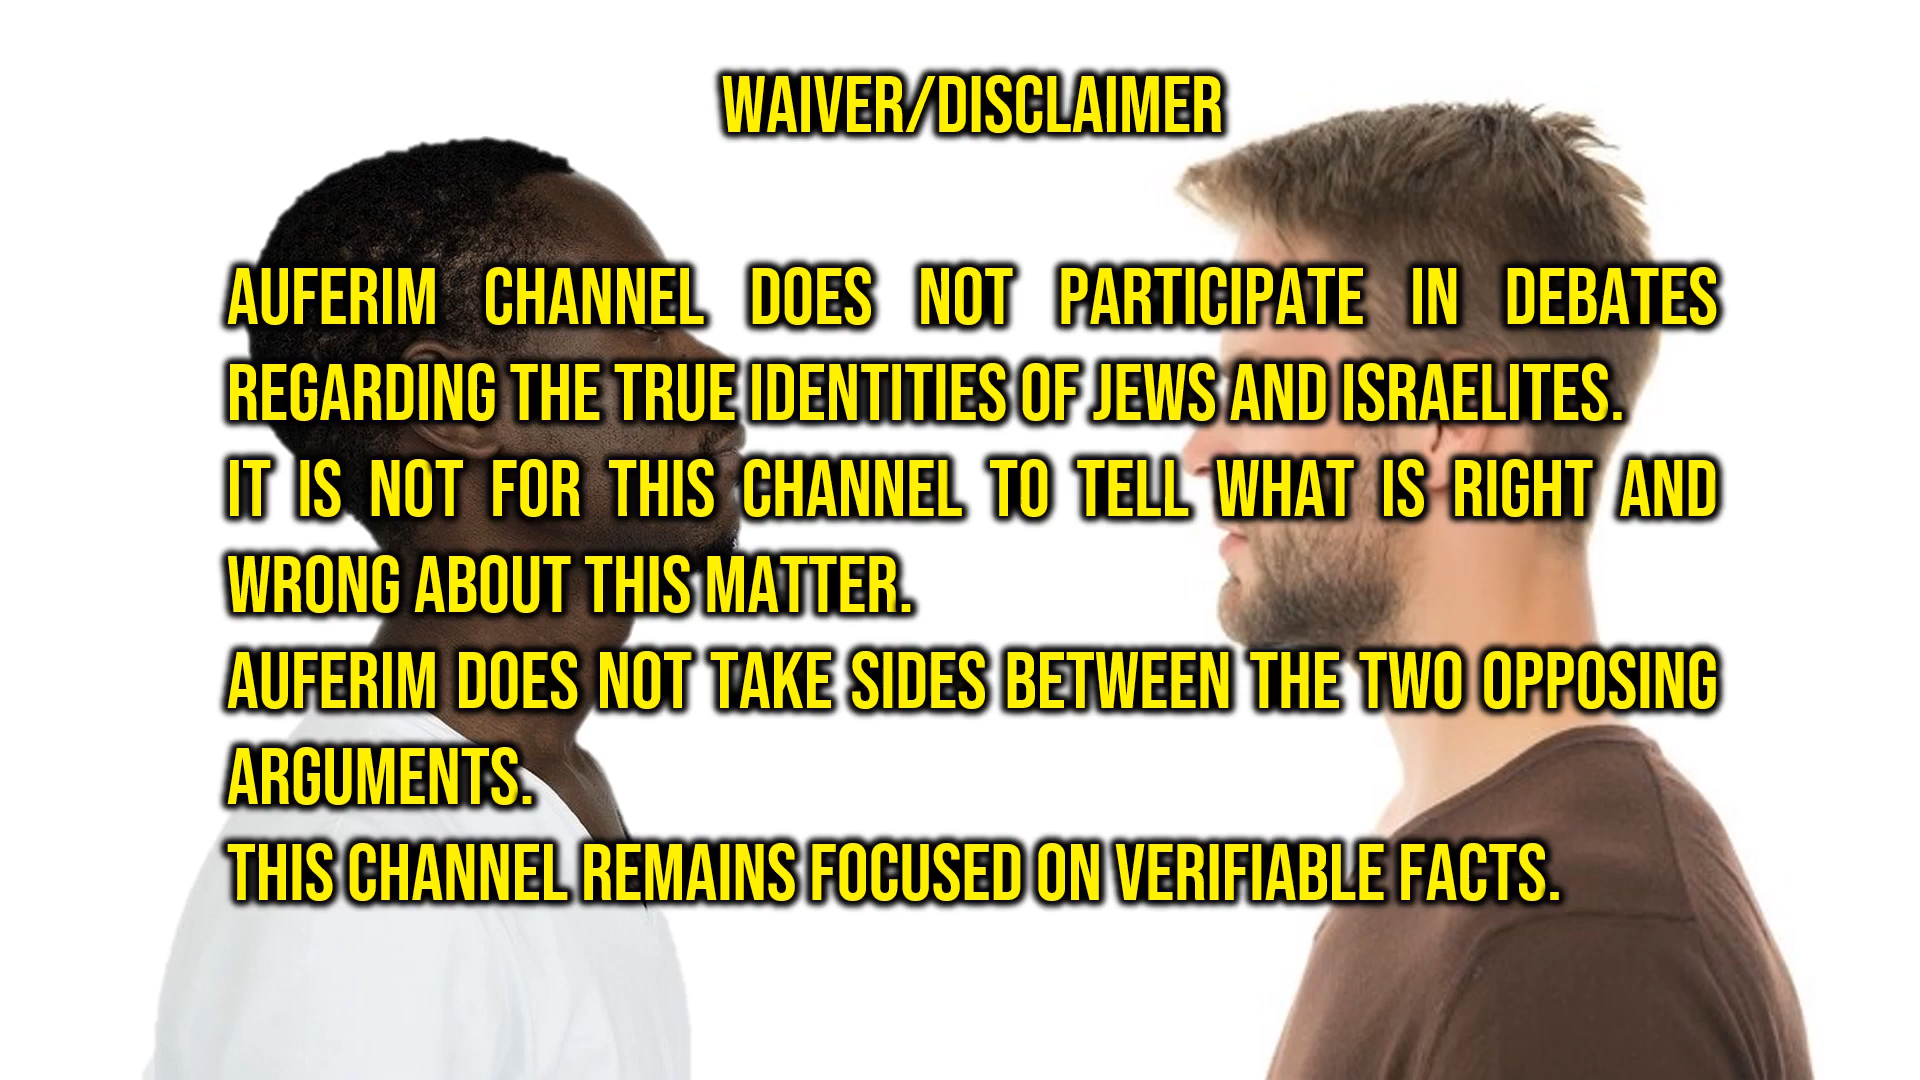 WAIVER/DISCLAIMER
AUFERIM CHANNEL DOES NOT PARTICIPATE IN DEBATES
REGARDING THE TRUE IDENTITIES OF JEWS AND ISRAELITES.
IT IS NOT FOR THIS CHANNEL TO TELL WHAT IS RIGHT AND
WRONG ABOUT THIS MATTER.
AUFERIM DOES NOT TAKE SIDES BETWEEN THE TWO OPPOSING
ARGUMENTS.
THIS CHANNEL REMAINS FOCUSED ON VERIFIABLE FACTS.